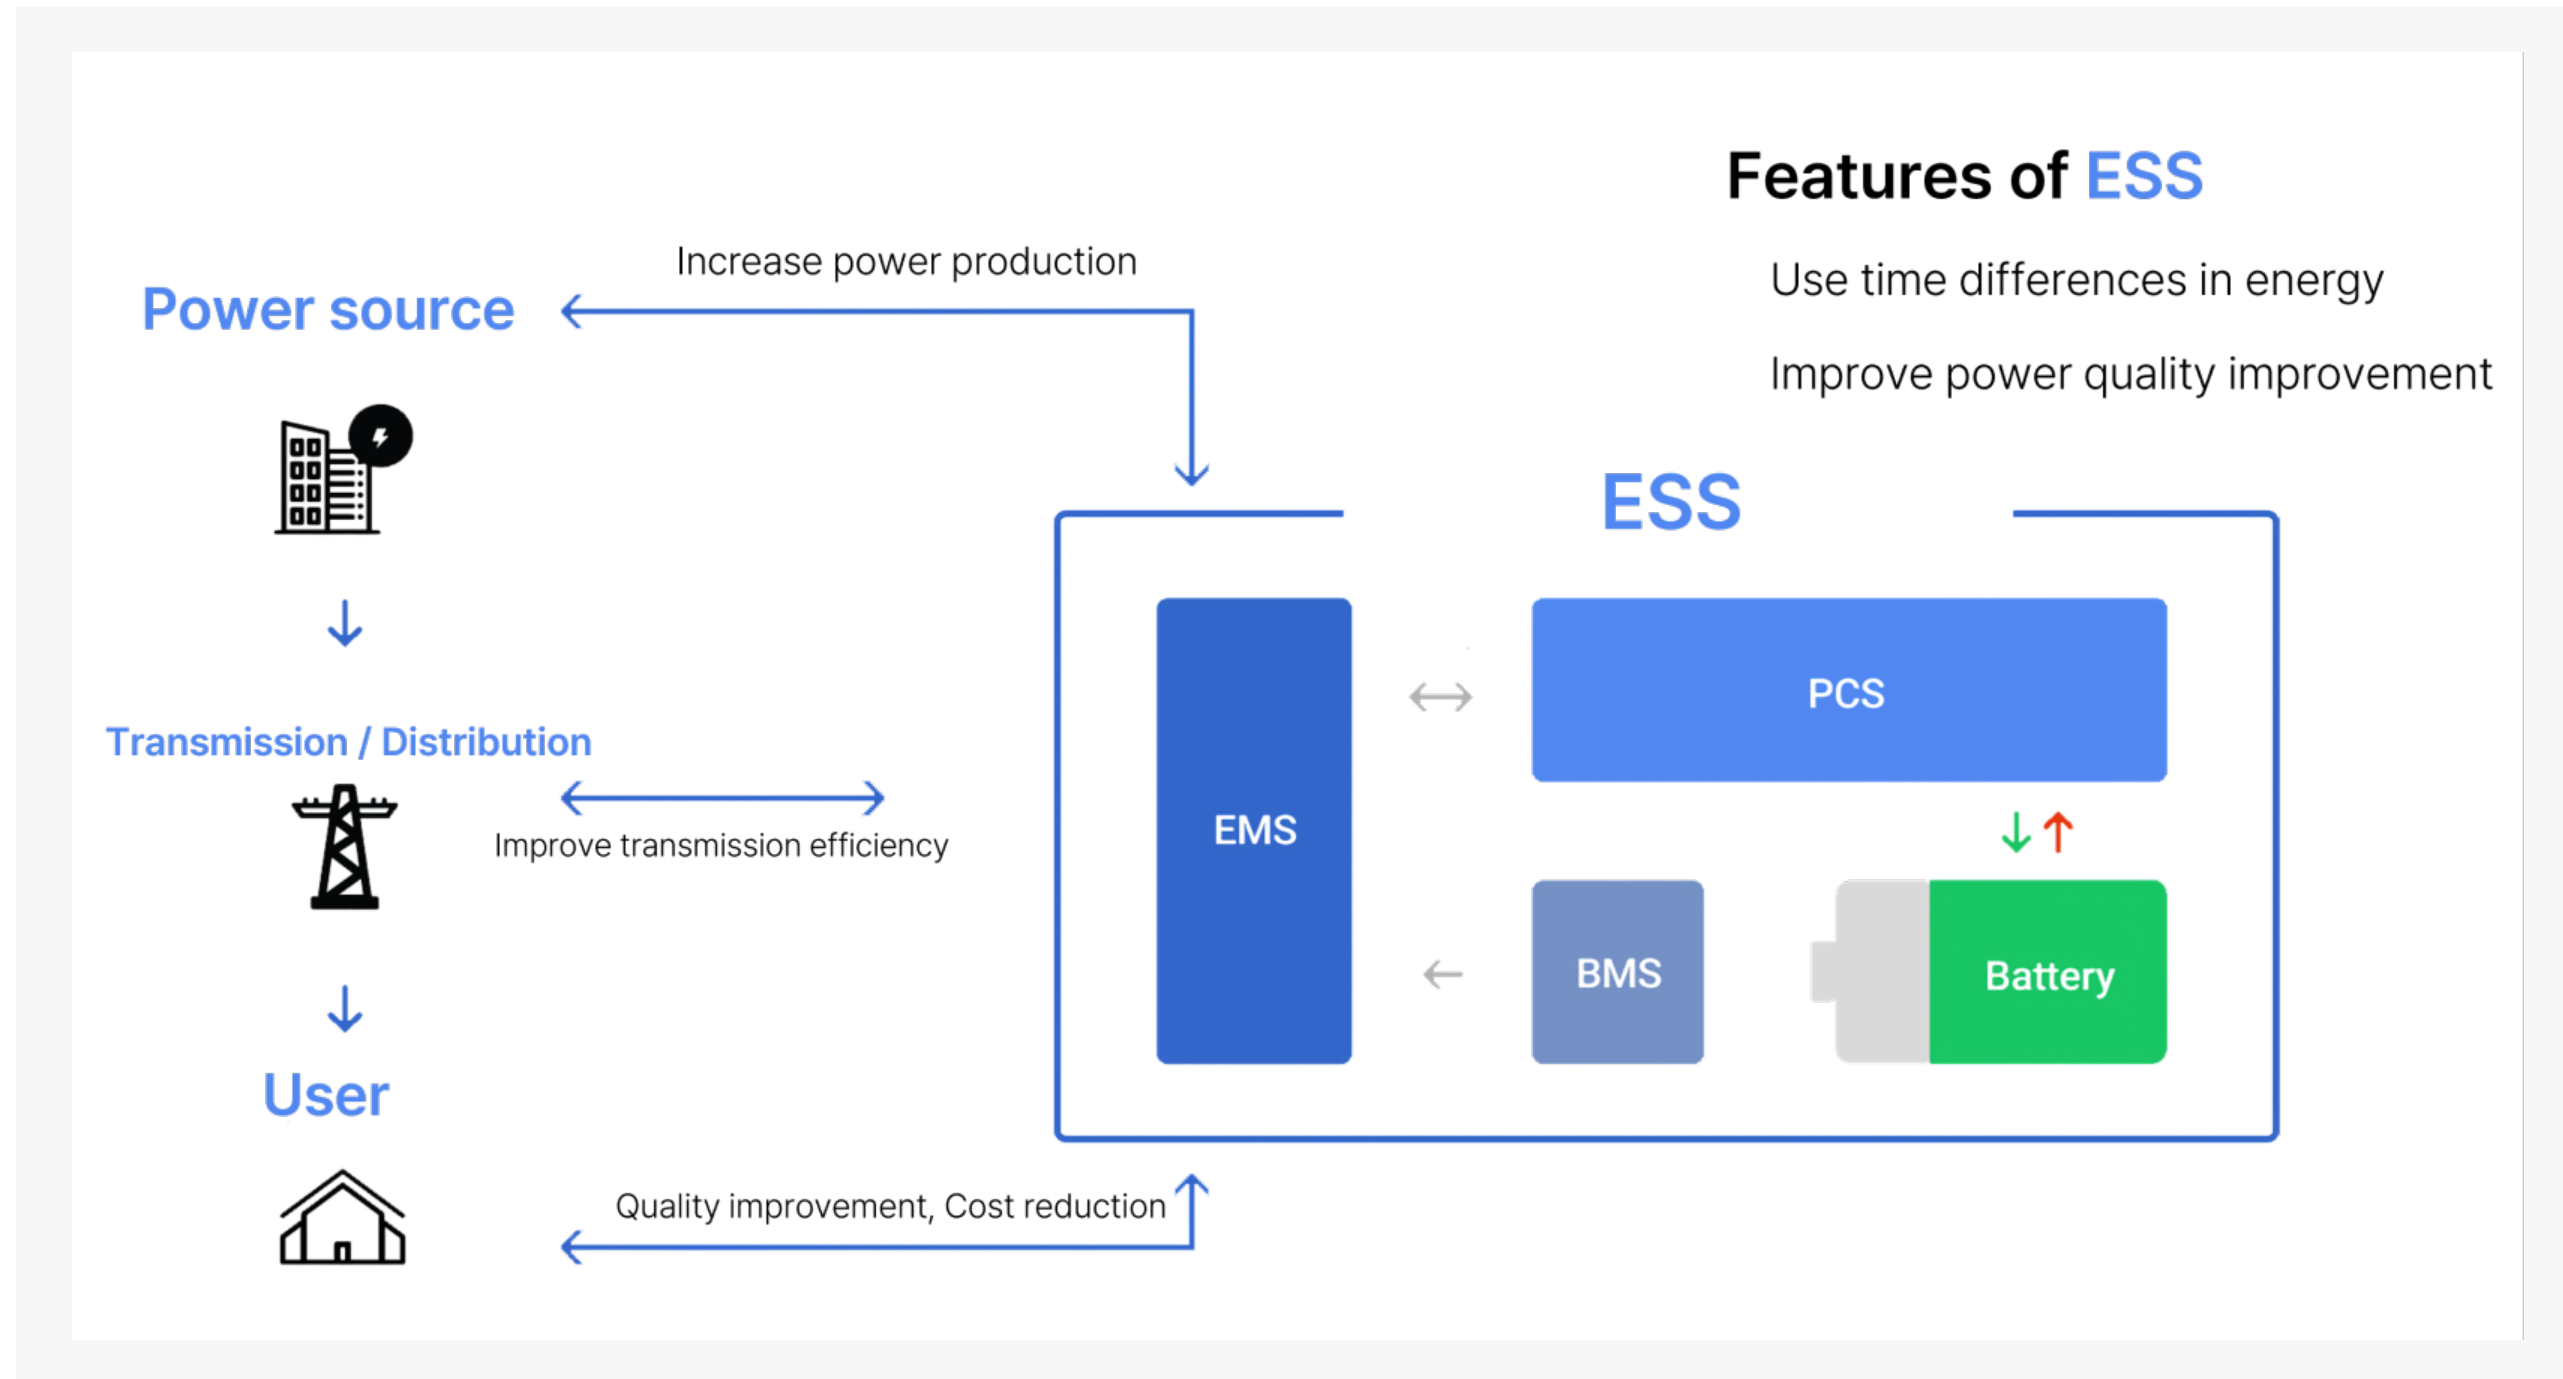 Features of ESS
Use time differences in energy
Improve power quality improvement
Increase power production
Power source
ESS
PCS
Transmission / Distribution
Improve transmission efficiency
EMS
BMS
Battery
User
Quality improvement, Cost reduction